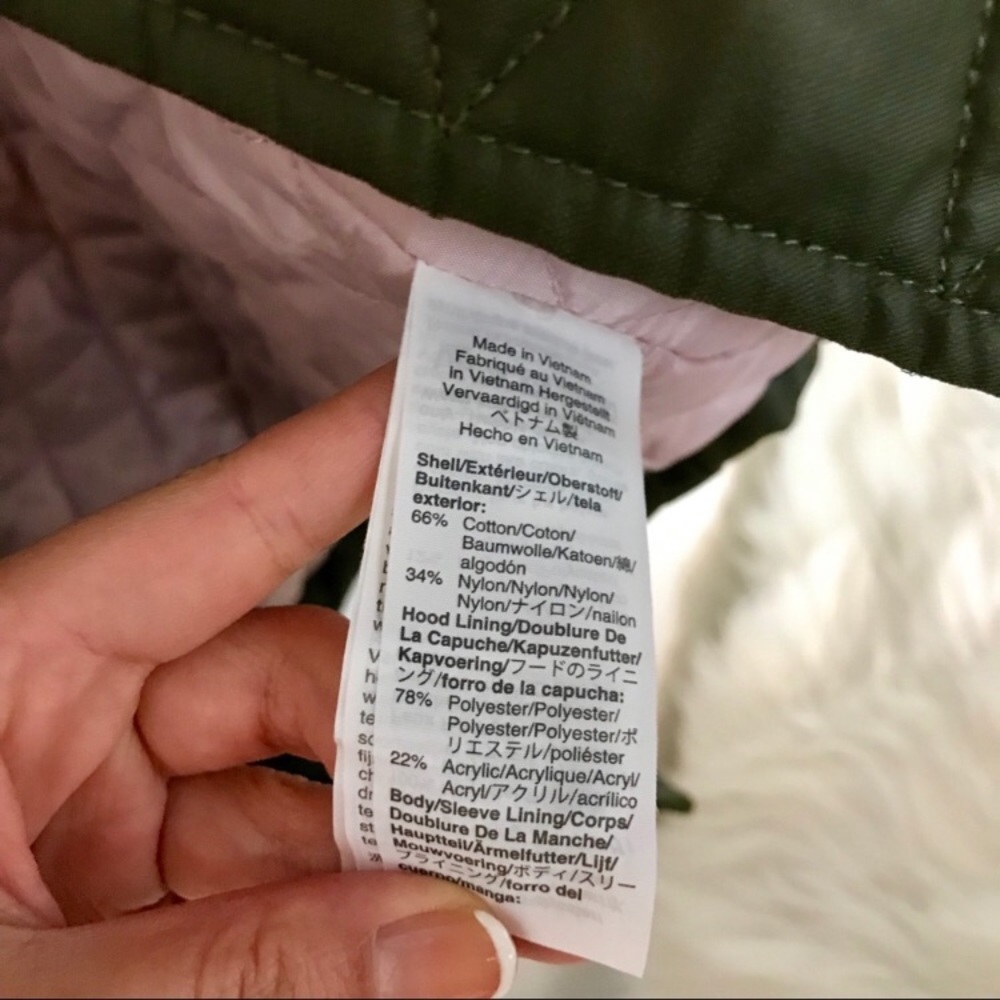 Made in Vietnam
Fabriqué au Vietnam
In Vietnam Hergestellt
Vervaardigd in Viëtnam
ベトナム製
Hecho en Vietnam
Shell/Extérieur/Oberstoff/
Buitenkant/シェル/tela
exterior:
66% Cotton/Coton/
Baumwolle/Katoen/綿/
algodón
34% Nylon/Nylon/Nylon/
Nylon/ナイロン/nailon
Hood Lining/Doublure De
La Capuche/Kapuzenfutter/
Kapvoering/フードのライニ
ング/forro de la capucha:
78% Polyester/Polyester/
Polyester/Polyester/ポ
リエステル/poliéster
22% Acrylic/Acrylique/Acryl/
Acryl/アクリル/acrílico
Body/Sleeve Lining/Corps/
Doublure De La Manche/
Hauptteil/Ärmelfutter/Lijf/
Mouwvoering/ボディ/スリー
ブライニング/forro del
cuerpo/manga: